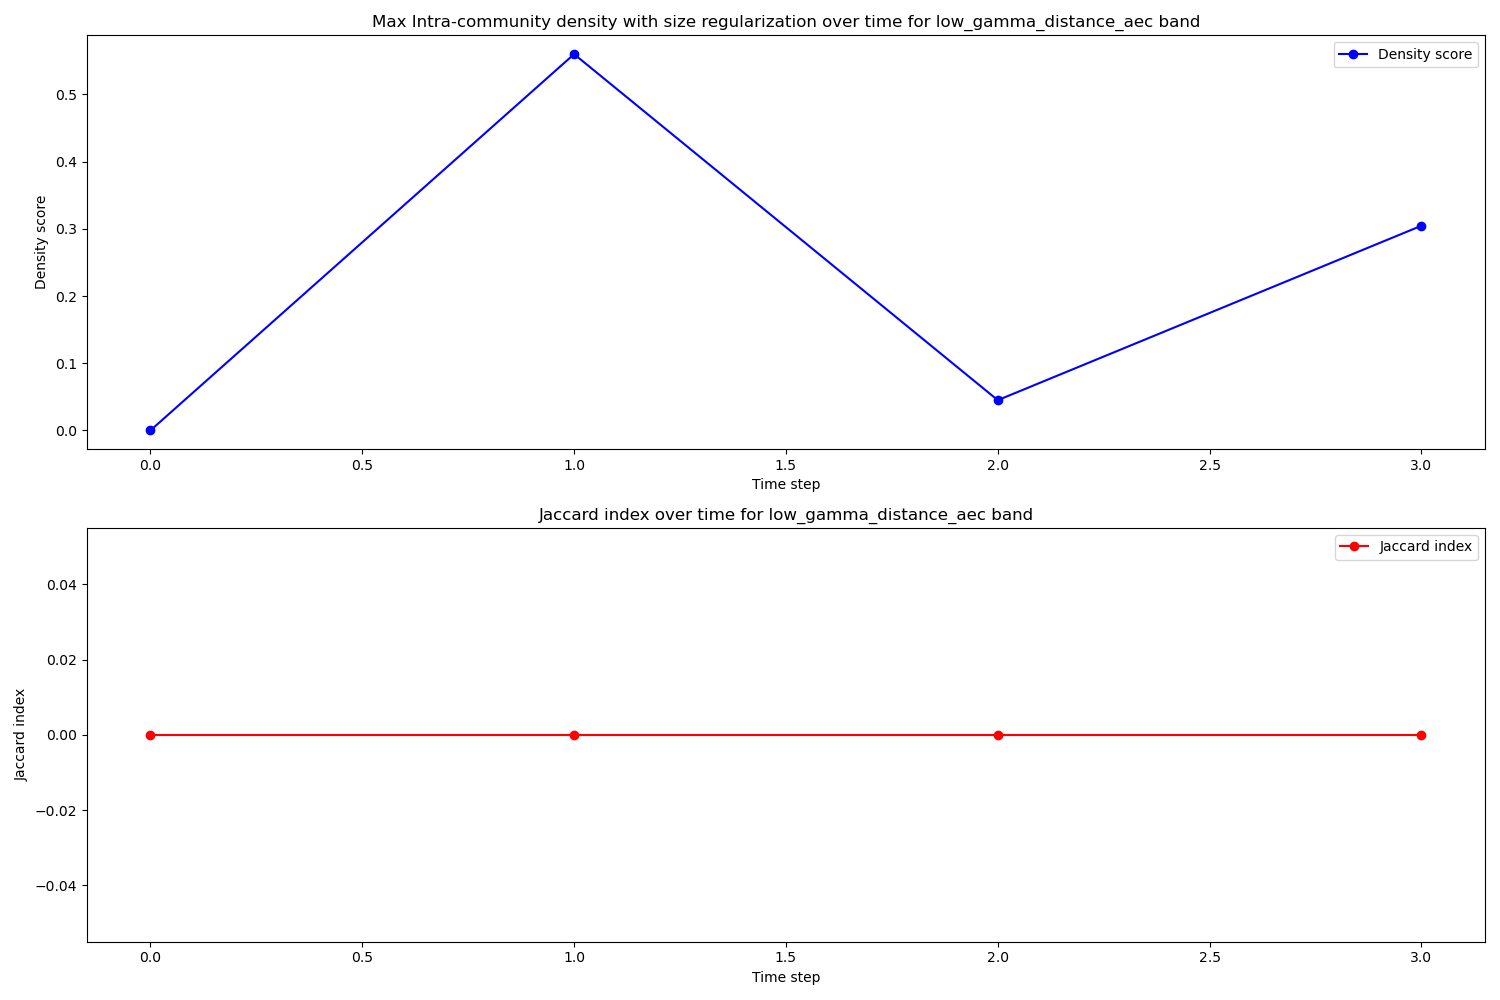 Max Intra-community density with size regularization over time for low_gamma_distance_aec band
Density score
Density score
0.5
0.4
0.3
0.2
0.1
0.0
0.0 0.5 1.0 1.5 2.0 2.5 3.0
Time step
Jaccard index over time for low_gamma_distance_aec band
Jaccard index
Jaccard index
0.04
0.02
0.00
−0.02
−0.04
0.0 0.5 1.0 1.5 2.0 2.5 3.0
Time step